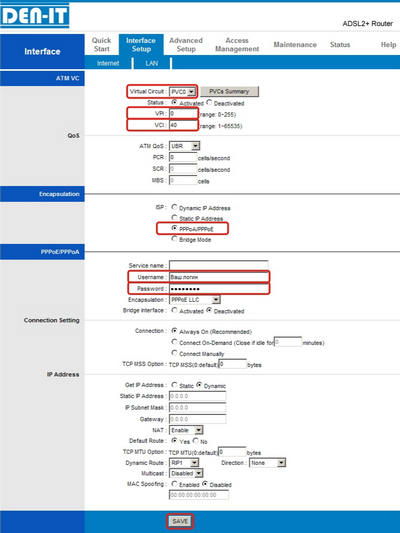 DEN-IT
ADSL2+ Router
Interface
Quick Start
Interface Setup
Advanced Setup
Access Management
Maintenance
Status
Help
Internet
LAN
ATM VC
Virtual Circuit : PVC0 PVCs Summary
Status : Activated Deactivated
VPI : 0 (range: 0~255)
VCI : 40 (range: 1~65535)
QoS
ATM QoS : UBR
PCR : 0 cells/second
SCR : 0 cells/second
MBS : 0 cells
Encapsulation
ISP : Dynamic IP Address
Static IP Address
PPPoA/PPPoE
Bridge Mode
PPPoE/PPPoA
Service name :
Username : Ваш логин
Password : ••••••••
Encapsulation : PPPoE LLC
Bridge Interface : Activated Deactivated
Connection Setting
Connection : Always On (Recommended)
Connect On-Demand (Close if idle for 0 minutes)
Connect Manually
TCP MSS Option : TCP MSS(0:default) 0 bytes
IP Address
Get IP Address : Static Dynamic
Static IP Address : 0.0.0.0
IP Subnet Mask : 0.0.0.0
Gateway : 0.0.0.0
NAT : Enable
Default Route : Yes No
TCP MTU Option : TCP MTU(0:default) 0 bytes
Dynamic Route : RIP1 Direction : None
Multicast : Disabled
MAC Spoofing : Enabled Disabled
00:00:00:00:00:00
SAVE